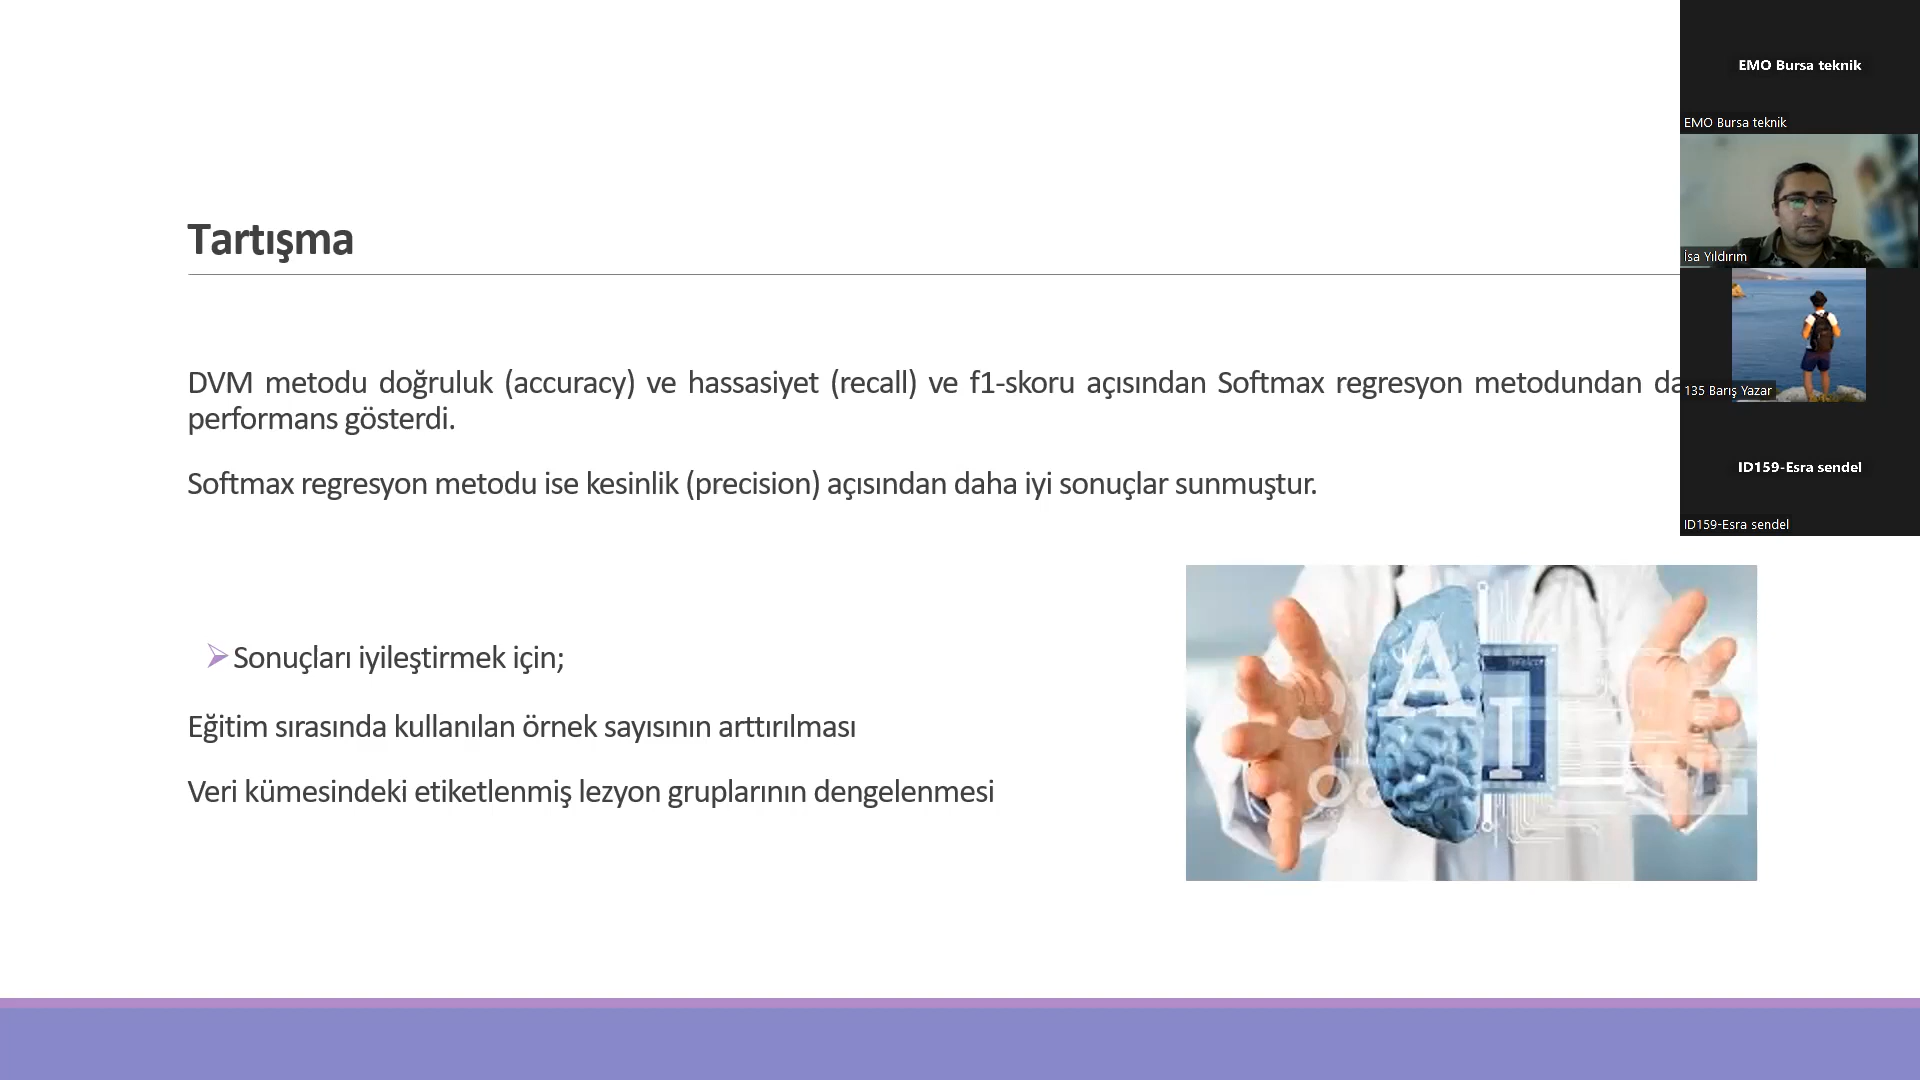 Tartışma
DVM metodu doğruluk (accuracy) ve hassasiyet (recall) ve f1-skoru açısından Softmax regresyon metodundan
performans gösterdi.
Softmax regresyon metodu ise kesinlik (precision) açısından daha iyi sonuçlar sunmuştur.
Sonuçları iyileştirmek için;
Eğitim sırasında kullanılan örnek sayısının arttırılması
Veri kümesindeki etiketlenmiş lezyon gruplarının dengelenmesi
AI
EMO Bursa teknik
EMO Bursa teknik
İsa Yıldırım
135 Barış Yazar
ID159-Esra sendel
ID159-Esra sendel